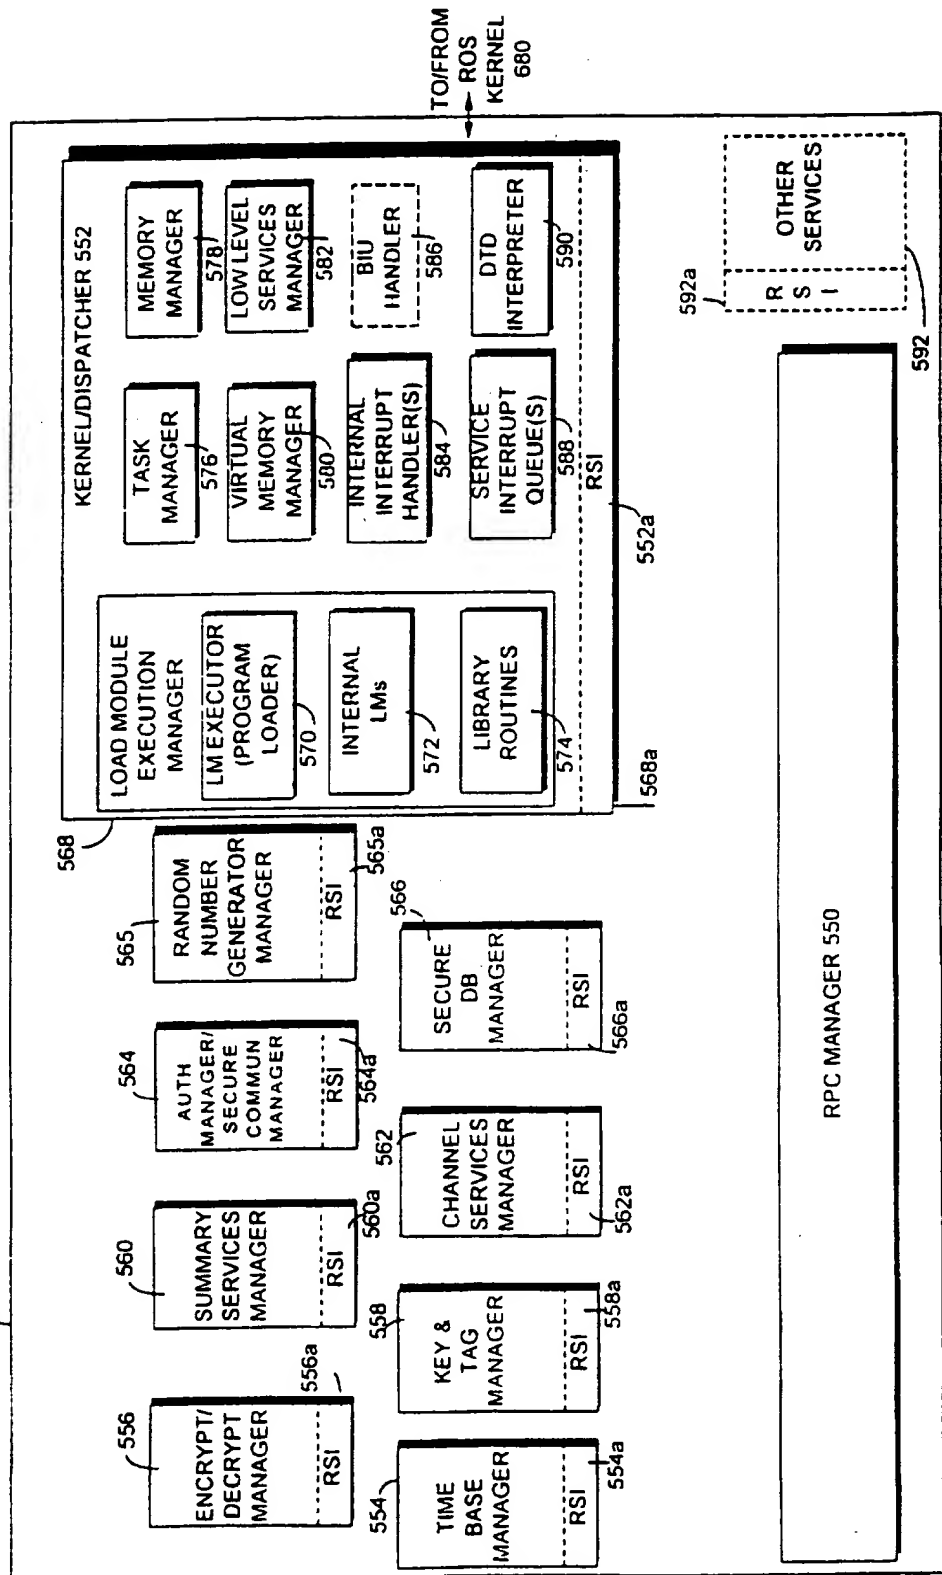 TO/FROM
ROS
KERNEL
680
KERNEL/DISPATCHER 552
LOAD MODULE
EXECUTION
MANAGER
LM EXECUTOR
(PROGRAM
LOADER)
570
INTERNAL
LMs
572
LIBRARY
ROUTINES
574
TASK
MANAGER
576
MEMORY
MANAGER
578
VIRTUAL
MEMORY
MANAGER
580
LOW LEVEL
SERVICES
MANAGER
582
INTERNAL
INTERRUPT
HANDLER(S)
584
BIU
HANDLER
586
SERVICE
INTERRUPT
QUEUE(S)
588
DTD
INTERPRETER
590
RSI
552a
568
568a
556
ENCRYPT/
DECRYPT
MANAGER
RSI
556a
560
SUMMARY
SERVICES
MANAGER
RSI
560a
564
AUTH
MANAGER/
SECURE
COMMUN
MANAGER
RSI
564a
565
RANDOM
NUMBER
GENERATOR
MANAGER
RSI
565a
554
TIME
BASE
MANAGER
RSI
554a
558
KEY &
TAG
MANAGER
RSI
558a
562
CHANNEL
SERVICES
MANAGER
RSI
562a
566
SECURE
DB
MANAGER
RSI
566a
RPC MANAGER 550
592a
RSI
OTHER
SERVICES
592